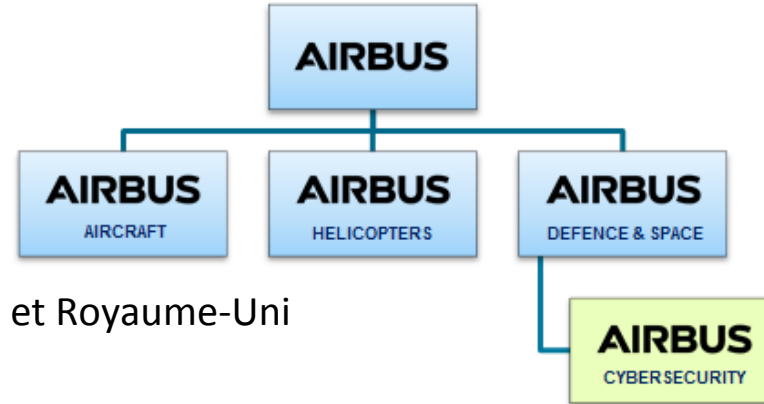 AIRBUS
AIRBUS
AIRCRAFT
AIRBUS
HELICOPTERS
AIRBUS
DEFENCE & SPACE
et Royaume-Uni
AIRBUS
CYBERSECURITY